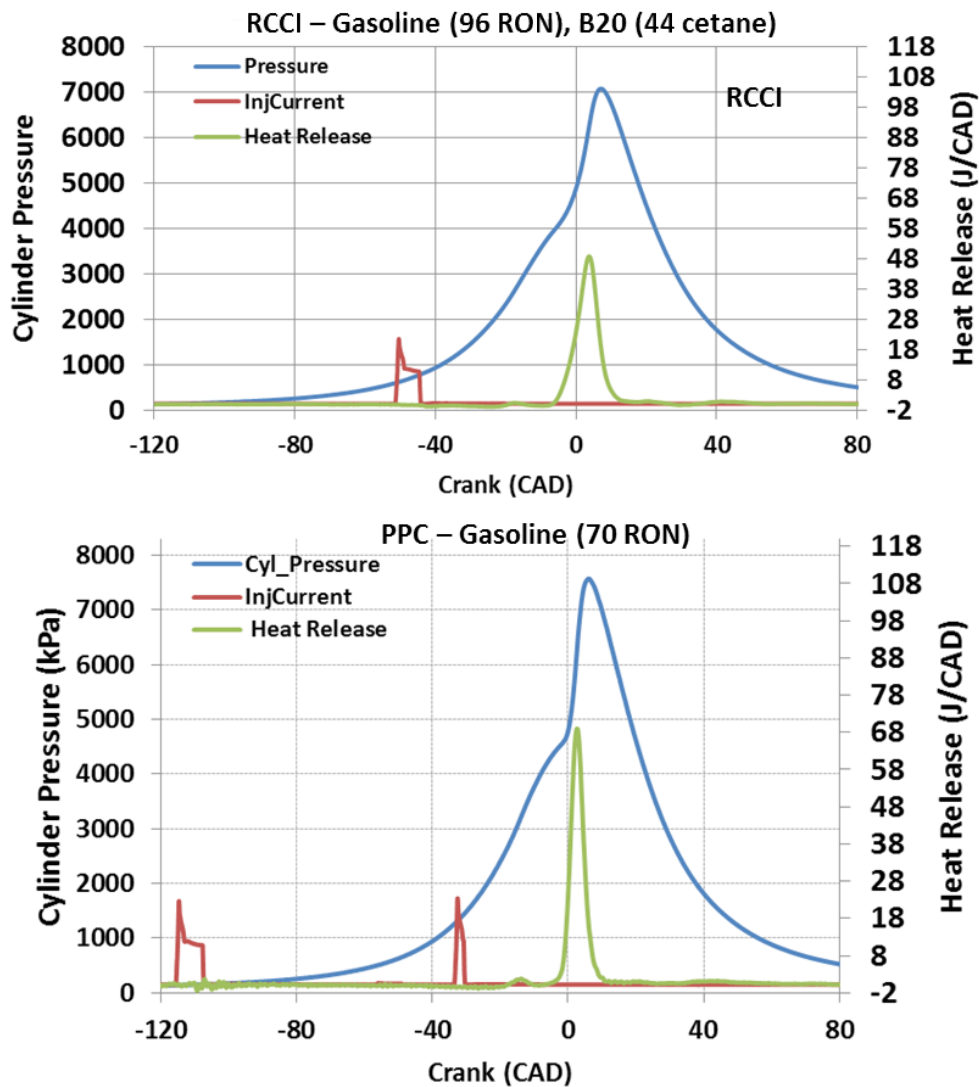 RCCI – Gasoline (96 RON), B20 (44 cetane)
Pressure
InjCurrent
Heat Release
RCCI
Cylinder Pressure
8000
7000
6000
5000
4000
3000
2000
1000
0
118
108
98
88
78
68
58
48
38
28
18
8
-2
Heat Release (J/CAD)
-120 -80 -40 0 40 80
Crank (CAD)
PPC – Gasoline (70 RON)
Cyl_Pressure
InjCurrent
Heat Release
Cylinder Pressure (kPa)
8000
7000
6000
5000
4000
3000
2000
1000
0
118
108
98
88
78
68
58
48
38
28
18
8
-2
Heat Release (J/CAD)
-120 -80 -40 0 40 80
Crank (CAD)